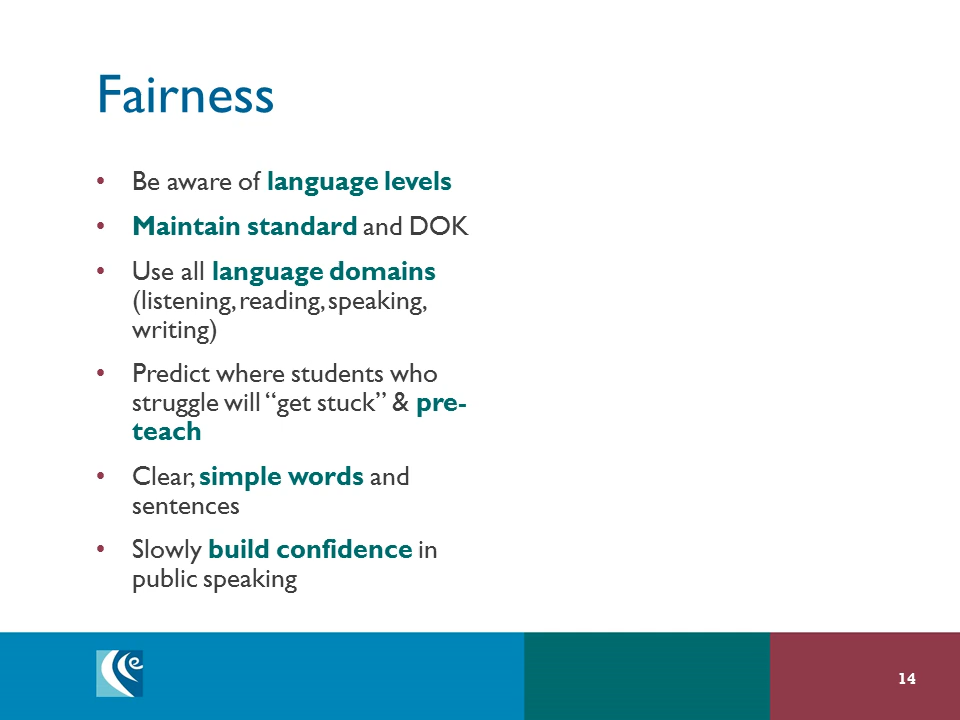 Fairness
• Be aware of language levels
• Maintain standard and DOK
• Use all language domains
(listening, reading, speaking,
writing)
• Predict where students who
struggle will “get stuck” & pre-
teach
• Clear, simple words and
sentences
• Slowly build confidence in
public speaking
14